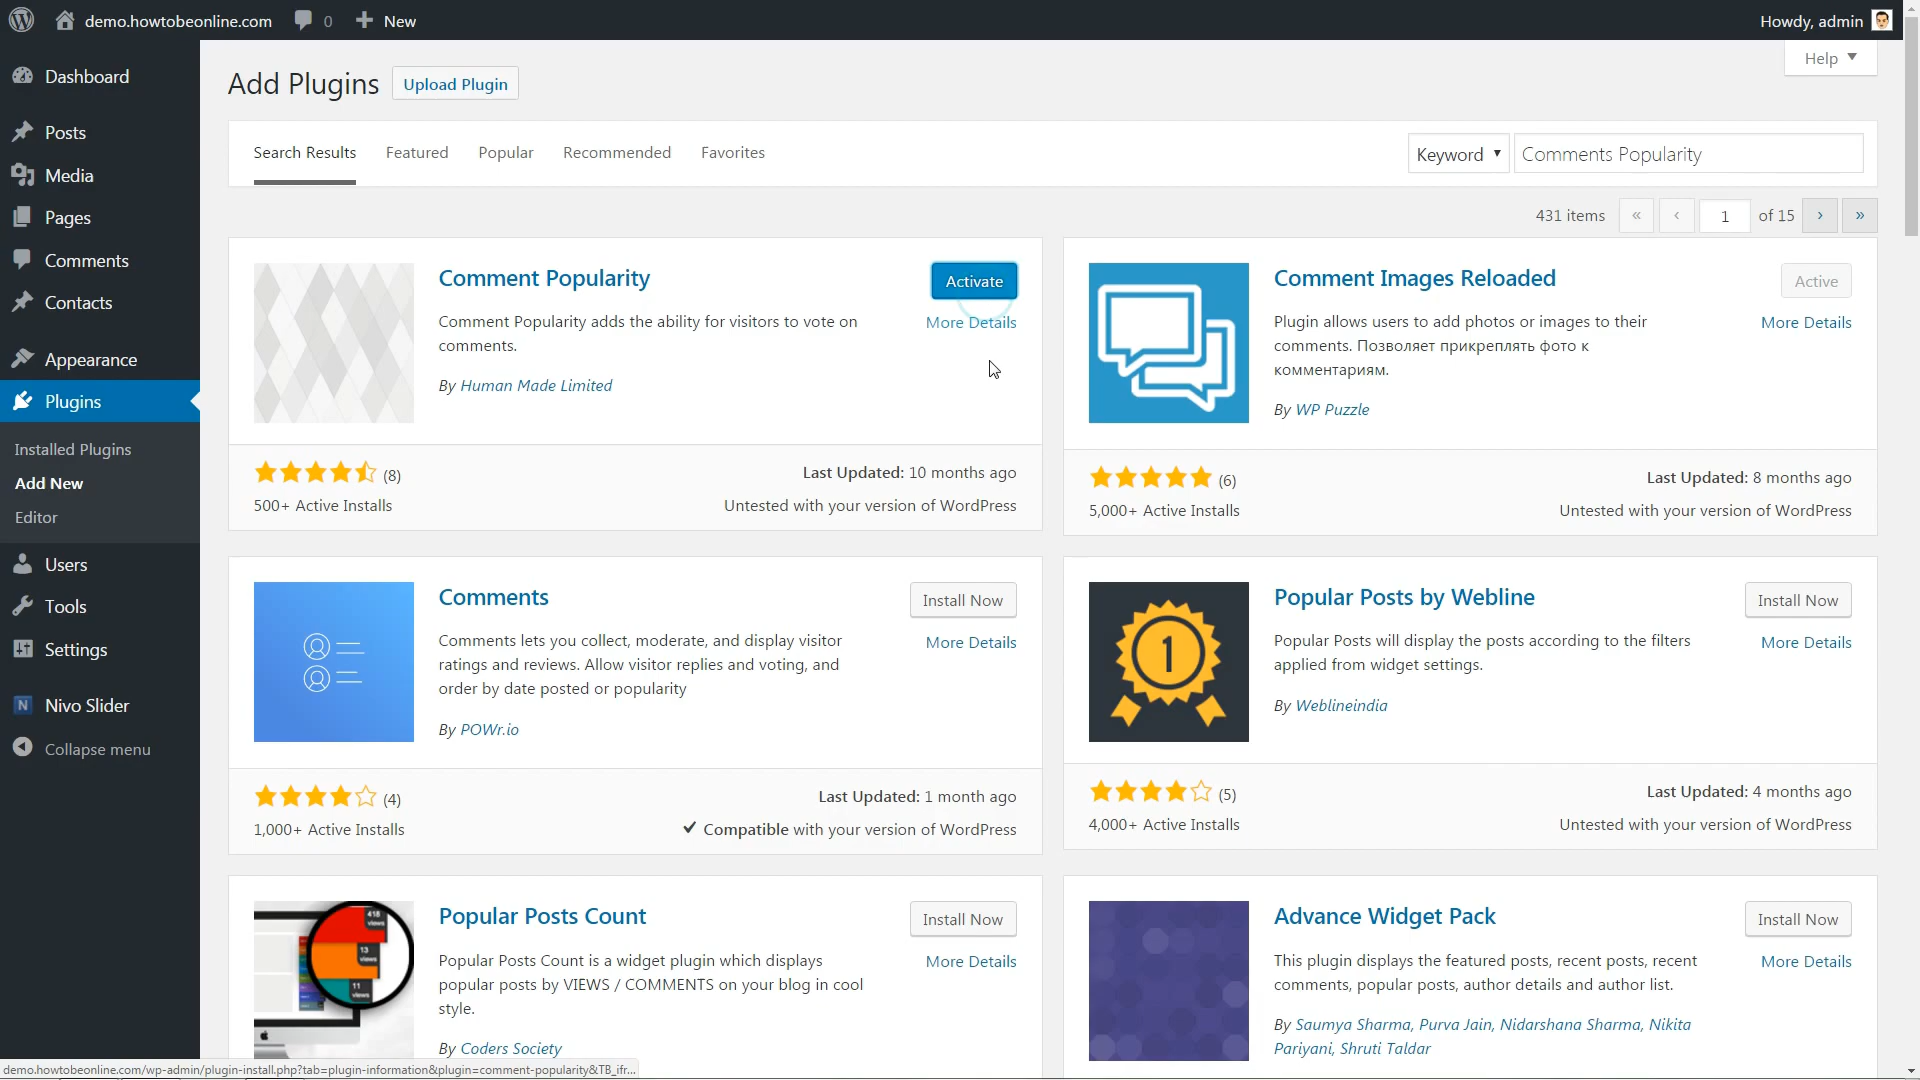 demo.howtobeonline.com 0 New Howdy, admin
Help
Dashboard
Posts
Media
Pages
Comments
Contacts
Appearance
Plugins
Installed Plugins
Add New
Editor
Users
Tools
Settings
Nivo Slider
Collapse menu
Add Plugins Upload Plugin
Search Results Featured Popular Recommended Favorites Keyword Comments Popularity
431 items « ‹ 1 of 15 › »
Comment Popularity
Activate
More Details
Comment Popularity adds the ability for visitors to vote on
comments.
By Human Made Limited
(8)
500+ Active Installs
Last Updated: 10 months ago
Untested with your version of WordPress
Comment Images Reloaded
Active
More Details
Plugin allows users to add photos or images to their
comments. Позволяет прикреплять фото к
комментариям.
By WP Puzzle
(6)
5,000+ Active Installs
Last Updated: 8 months ago
Untested with your version of WordPress
Comments
Install Now
More Details
Comments lets you collect, moderate, and display visitor
ratings and reviews. Allow visitor replies and voting, and
order by date posted or popularity
By POWr.io
(4)
1,000+ Active Installs
Last Updated: 1 month ago
Compatible with your version of WordPress
1
Popular Posts by Webline
Install Now
More Details
Popular Posts will display the posts according to the filters
applied from widget settings.
By Weblineindia
(5)
4,000+ Active Installs
Last Updated: 4 months ago
Untested with your version of WordPress
418
views
13
views
11
views
Popular Posts Count
Install Now
More Details
Popular Posts Count is a widget plugin which displays
popular posts by VIEWS / COMMENTS on your blog in cool
style.
By Coders Society
Advance Widget Pack
Install Now
More Details
This plugin displays the featured posts, recent posts, recent
comments, popular posts, author details and author list.
By Saumya Sharma, Purva Jain, Nidarshana Sharma, Nikita
Pariyani, Shruti Taldar
demo.howtobeonline.com/wp-admin/plugin-install.php?tab=plugin-information&plugin=comment-popularity&TB_ifr...